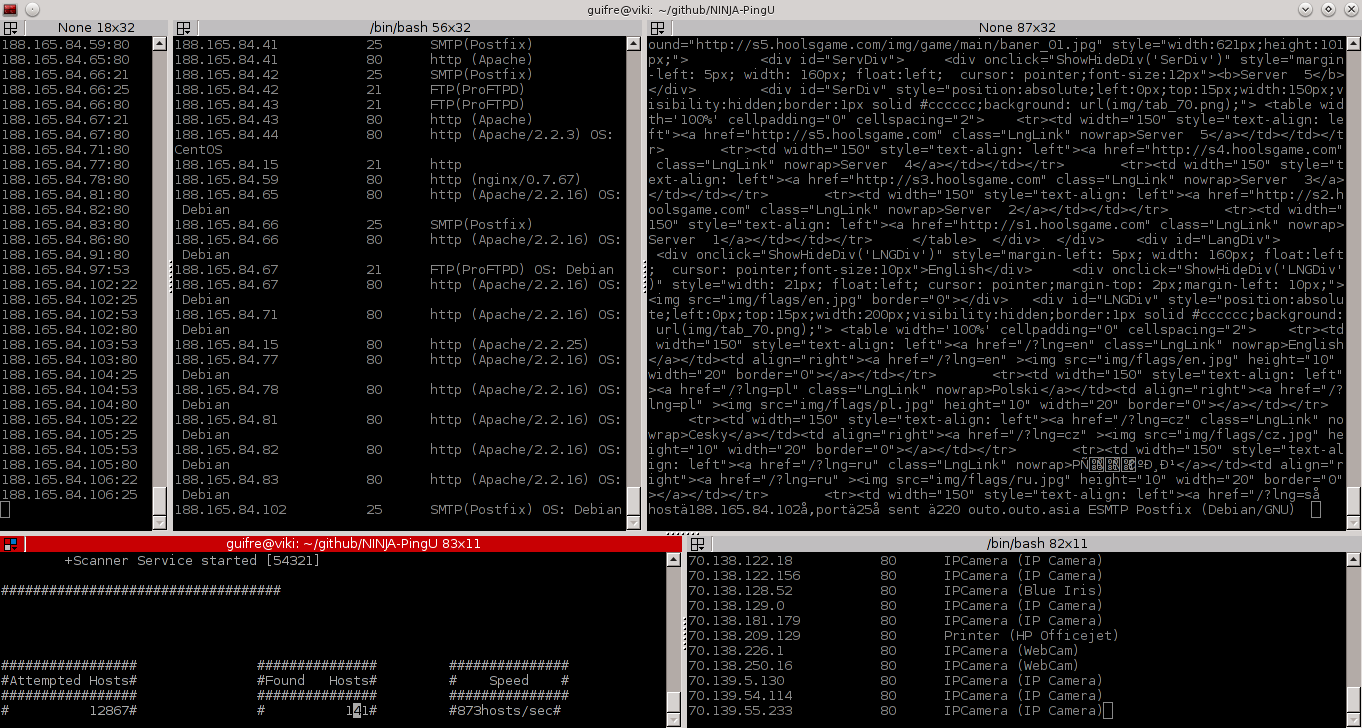 guifre@viki: ~/github/NINJA-PingU
None 18x32
188.165.84.59:80
188.165.84.65:80
188.165.84.66:21
188.165.84.66:25
188.165.84.66:80
188.165.84.67:21
188.165.84.67:80
188.165.84.71:80
188.165.84.77:80
188.165.84.78:80
188.165.84.81:80
188.165.84.82:80
188.165.84.83:80
188.165.84.86:80
188.165.84.91:80
188.165.84.97:53
188.165.84.102:22
188.165.84.102:25
188.165.84.102:53
188.165.84.102:80
188.165.84.103:53
188.165.84.103:80
188.165.84.104:25
188.165.84.104:53
188.165.84.104:80
188.165.84.105:22
188.165.84.105:25
188.165.84.105:53
188.165.84.105:80
188.165.84.106:22
188.165.84.106:25
/bin/bash 56x32
188.165.84.41 25 SMTP(Postfix)
188.165.84.41 80 http (Apache)
188.165.84.42 25 SMTP(Postfix)
188.165.84.42 21 FTP(ProFTPD)
188.165.84.43 21 FTP(ProFTPD)
188.165.84.43 80 http (Apache)
188.165.84.44 80 http (Apache/2.2.3) OS:
CentOS
188.165.84.15 21 http
188.165.84.59 80 http (nginx/0.7.67)
188.165.84.65 80 http (Apache/2.2.16) OS:
Debian
188.165.84.66 25 SMTP(Postfix)
188.165.84.66 80 http (Apache/2.2.16) OS:
Debian
188.165.84.67 21 FTP(ProFTPD) OS: Debian
188.165.84.67 80 http (Apache/2.2.16) OS:
Debian
188.165.84.71 80 http (Apache/2.2.16) OS:
Debian
188.165.84.15 80 http (Apache/2.2.25)
188.165.84.77 80 http (Apache/2.2.16) OS:
Debian
188.165.84.78 80 http (Apache/2.2.16) OS:
Debian
188.165.84.81 80 http (Apache/2.2.16) OS:
Debian
188.165.84.82 80 http (Apache/2.2.16) OS:
Debian
188.165.84.83 80 http (Apache/2.2.16) OS:
Debian
188.165.84.102 25 SMTP(Postfix) OS: Debian
None 87x32
ound="http://s5.hoolsgame.com/img/game/main/baner_01.jpg" style="width:621px;height:101
px;"> <div id="ServDiv"> <div onclick="ShowHideDiv('SerDiv')" style="margin
-left: 5px; width: 160px; float:left; cursor: pointer;font-size:12px"><b>Server 5</b>
</div> <div id="SerDiv" style="position:absolute;left:0px;top:15px;width:150px;v
isibility:hidden;border:1px solid #cccccc;background: url(img/tab_70.png);"> <table wid
th='100%' cellpadding="0" cellspacing="2"> <tr><td width="150" style="text-align: le
ft"><a href="http://s5.hoolsgame.com" class="LngLink" nowrap>Server 5</a></td></td></t
r> <tr><td width="150" style="text-align: left"><a href="http://s4.hoolsgame.com"
class="LngLink" nowrap>Server 4</a></td></td></tr> <tr><td width="150" style="t
ext-align: left"><a href="http://s3.hoolsgame.com" class="LngLink" nowrap>Server 3</a>
</td></td></tr> <tr><td width="150" style="text-align: left"><a href="http://s2.h
oolsgame.com" class="LngLink" nowrap>Server 2</a></td></td></tr> <tr><td width="
150" style="text-align: left"><a href="http://s1.hoolsgame.com" class="LngLink" nowrap>
Server 1</a></td></td></tr> </table> </div> </div> <div id="LangDiv">
<div onclick="ShowHideDiv('LNGDiv')" style="margin-left: 5px; width: 160px; float:left
; cursor: pointer;font-size:10px">English</div> <div onclick="ShowHideDiv('LNGDiv'
)" style="width: 21px; float:left; cursor: pointer;margin-top: 2px;margin-left: 10px;">
<img src="img/flags/en.jpg" border="0"></div> <div id="LNGDiv" style="position:absolu
te;left:0px;top:15px;width:200px;visibility:hidden;border:1px solid #cccccc;background:
url(img/tab_70.png);"> <table width='100%' cellpadding="0" cellspacing="2"> <tr><td
width="150" style="text-align: left"><a href="/?lng=en" class="LngLink" nowrap>English
</a></td><td align="right"><a href="/?lng=en" ><img src="img/flags/en.jpg" height="10"
width="20" border="0"></a></td></tr> <tr><td width="150" style="text-align: left"
><a href="/?lng=pl" class="LngLink" nowrap>Polski</a></td><td align="right"><a href="/?
lng=pl" ><img src="img/flags/pl.jpg" height="10" width="20" border="0"></a></td></tr>
<tr><td width="150" style="text-align: left"><a href="/?lng=cz" class="LngLink" n
owrap>Cesky</a></td><td align="right"><a href="/?lng=cz" ><img src="img/flags/cz.jpg" he
ight="10" width="20" border="0"></a></td></tr> <tr><td width="150" style="text-al
ign: left"><a href="/?lng=ru" class="LngLink" nowrap></a></td><td align="r
ight"><a href="/?lng=ru" ><img src="img/flags/ru.jpg" height="10" width="20" border="0"
></a></td></tr> <tr><td width="150" style="text-align: left"><a href="/?lng=så
hostä188.165.84.102å,portä25å sent ä220 outo.outo.asia ESMTP Postfix (Debian/GNU)
guifre@viki: ~/github/NINJA-PingU 83x11
+Scanner Service started [54321]
###################################
################# ############### ###############
#Attempted Hosts# #Found Hosts# # Speed #
################# ############### ###############
# 12867# # 141# #873hosts/sec#
/bin/bash 82x11
70.138.122.18 80 IPCamera (IP Camera)
70.138.122.156 80 IPCamera (IP Camera)
70.138.128.52 80 IPCamera (Blue Iris)
70.138.129.0 80 IPCamera (IP Camera)
70.138.181.179 80 IPCamera (IP Camera)
70.138.209.129 80 Printer (HP Officejet)
70.138.226.1 80 IPCamera (WebCam)
70.138.250.16 80 IPCamera (WebCam)
70.139.5.130 80 IPCamera (IP Camera)
70.139.54.114 80 IPCamera (IP Camera)
70.139.55.233 80 IPCamera (IP Camera)